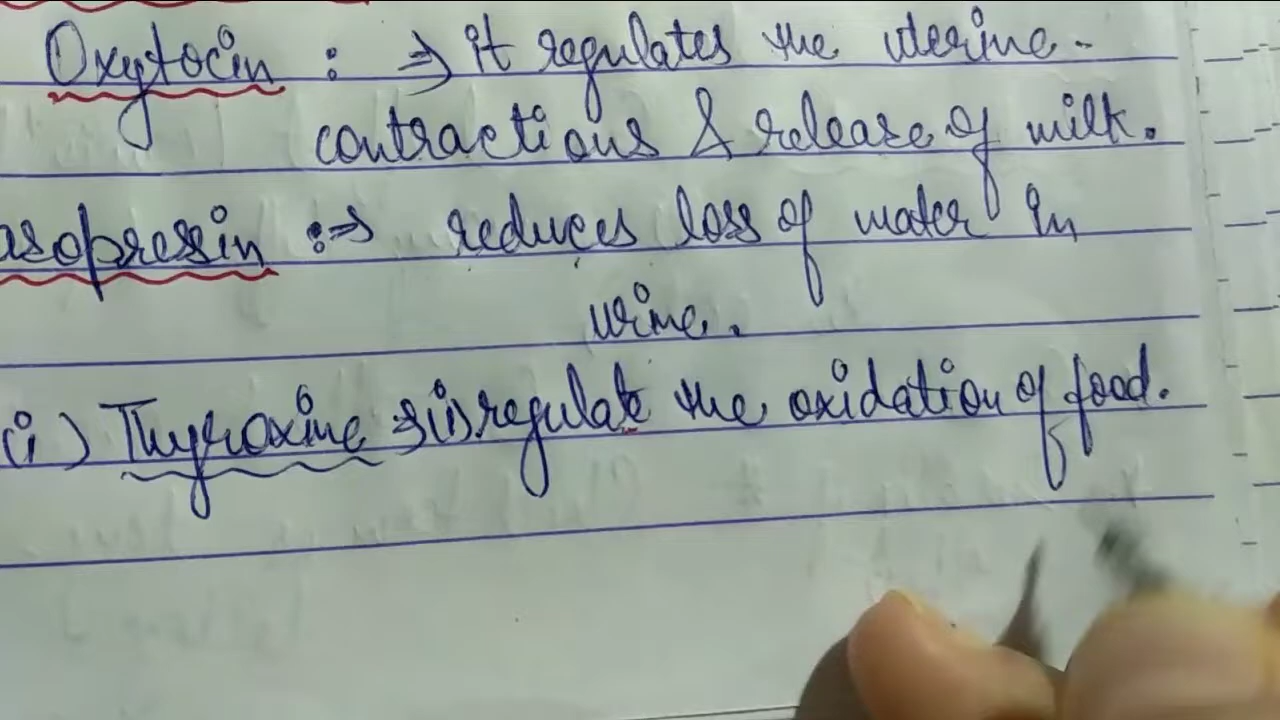 Oxytocin : ⇒ it regulates the uterine-
contractions & release of milk.
asopressin :⇒ reduces loss of water in
urine.
(i) Thyroxine regulate the oxidation of food.